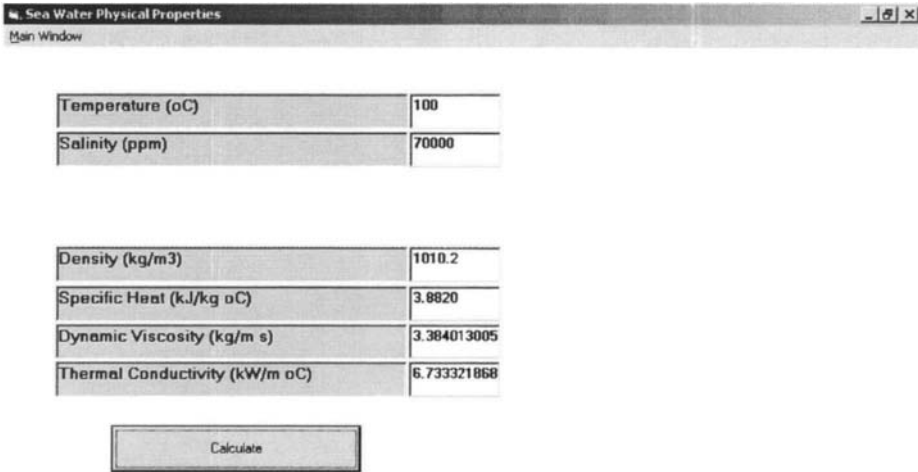 Sea Water Physical Properties
Main Window
Temperature (oC) 100
Salinity (ppm) 70000
Density (kg/m3) 1010.2
Specific Heat (kJ/kg oC) 3.8820
Dynamic Viscosity (kg/m s) 3.384013005
Thermal Conductivity (kW/m oC) 6.733321868
Calculate